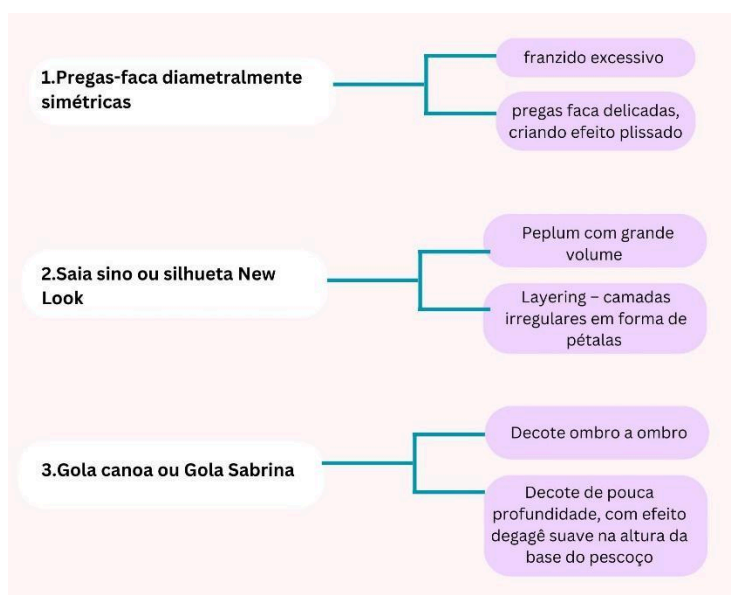 1.Pregas-faca diametralmente
simétricas
franzido excessivo
pregas faca delicadas,
criando efeito plissado
2.Saia sino ou silhueta New
Look
Peplum com grande
volume
Layering – camadas
irregulares em forma de
pétalas
3.Gola canoa ou Gola Sabrina
Decote ombro a ombro
Decote de pouca
profundidade, com efeito
degagê suave na altura da
base do pescoço